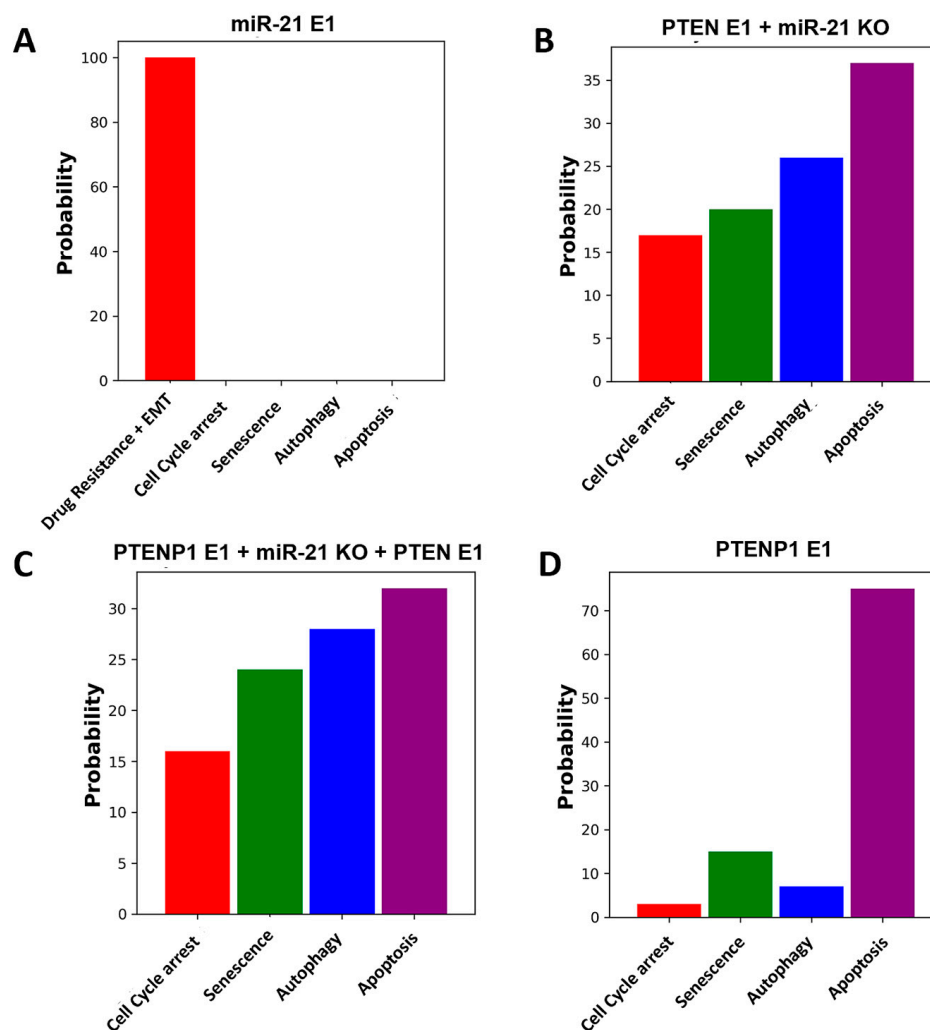 A
miR-21 E1
Probability
100
80
60
40
20
0
Drug Resistance + EMT
Cell Cycle arrest
Senescence
Autophagy
Apoptosis
B
PTEN E1 + miR-21 KO
Probability
35
30
25
20
15
10
5
0
Cell Cycle arrest
Senescence
Autophagy
Apoptosis
C
PTENP1 E1 + miR-21 KO + PTEN E1
Probability
30
25
20
15
10
5
0
Cell Cycle arrest
Senescence
Autophagy
Apoptosis
D
PTENP1 E1
Probability
70
60
50
40
30
20
10
0
Cell Cycle arrest
Senescence
Autophagy
Apoptosis